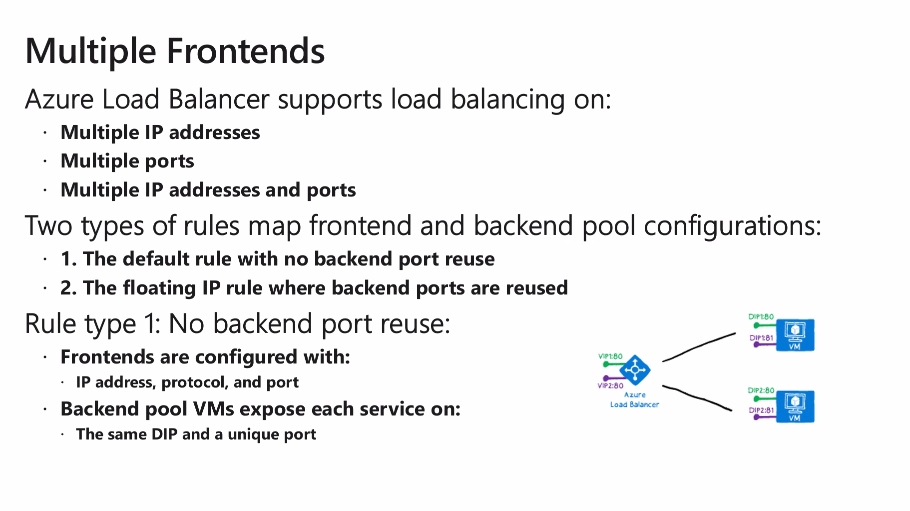 Multiple Frontends
Azure Load Balancer supports load balancing on:
· Multiple IP addresses
· Multiple ports
· Multiple IP addresses and ports
Two types of rules map frontend and backend pool configurations:
· 1. The default rule with no backend port reuse
· 2. The floating IP rule where backend ports are reused
Rule type 1: No backend port reuse:
· Frontends are configured with:
· IP address, protocol, and port
· Backend pool VMs expose each service on:
· The same DIP and a unique port
VIP1:80
VIP2:80
Azure
Load Balancer
DIP1:80
DIP1:81
VM
DIP2:80
DIP2:81
VM